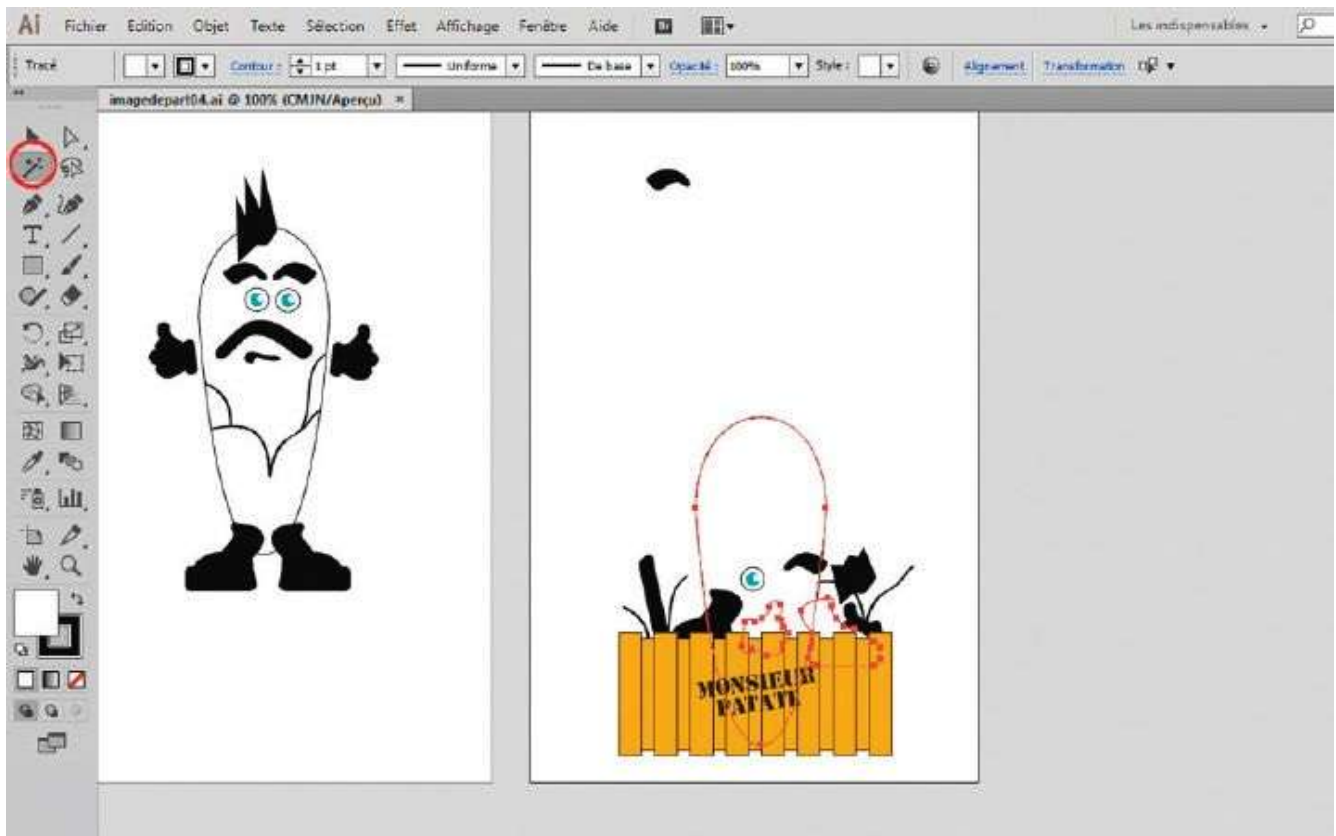 Ai Fichier Edition Objet Texte Sélection Effet Affichage Fenêtre Aide Br Les indispensables
Tracé Contour : 1 pt Uniforme De base Opacité : 100% Style : Alignement Transformation
imagedepart04.ai @ 100% (CMJN/Aperçu) ×
MONSIEUR
PATATE